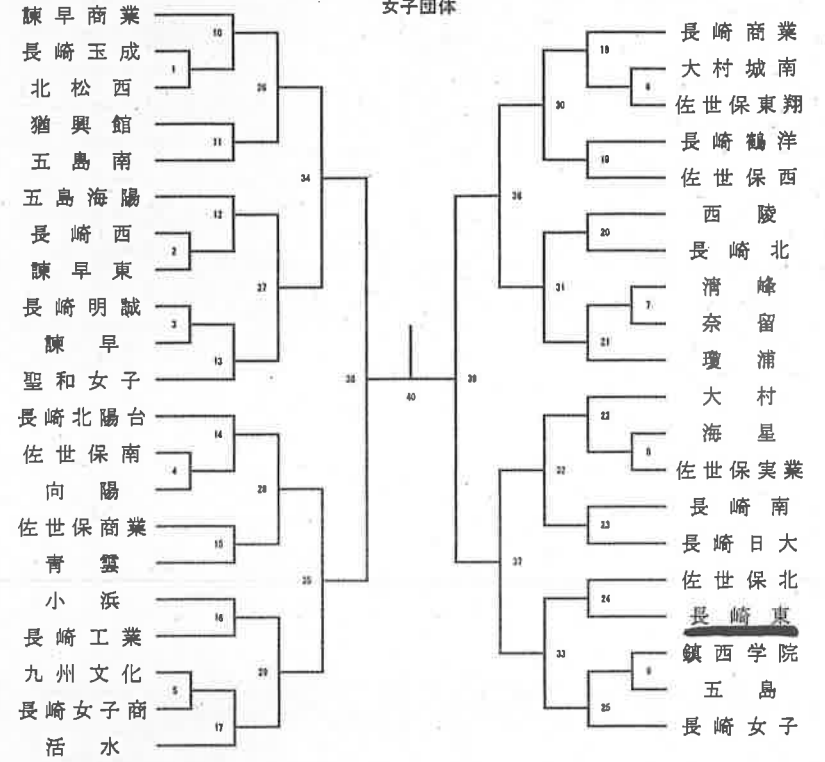 女子団体
諫早商業
長崎玉成
北松西
猶興館
五島南
五島海陽
長崎西
諫早東
長崎明誠
諫早
聖和女子
長崎北陽台
佐世保南
向陽
佐世保商業
青雲
小浜
長崎工業
九州文化
長崎女子商
活水
10
1
26
11
34
12
2
27
3
13
38
14
4
28
15
35
16
29
5
17
40
長崎商業
大村城南
佐世保東翔
長崎鶴洋
佐世保西
西陵
長崎北
清峰
奈留
瓊浦
大村
海星
佐世保実業
長崎南
長崎日大
佐世保北
長崎東
鎮西学院
五島
長崎女子
18
6
30
19
36
20
31
7
21
39
22
8
32
23
37
24
33
9
25